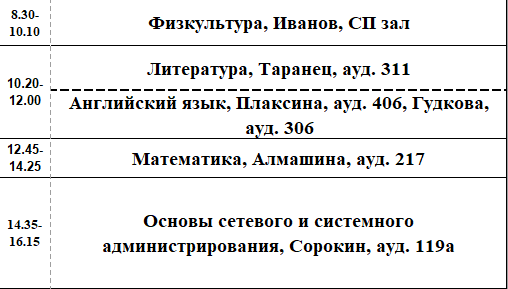 8.30-
10.10
Физкультура, Иванов, СП зал
10.20-
12.00
Литература, Таранец, ауд. 311
Английский язык, Плаксина, ауд. 406, Гудкова,
ауд. 306
12.45-
14.25
Математика, Алмашина, ауд. 217
14.35-
16.15
Основы сетевого и системного
администрирования, Сорокин, ауд. 119а